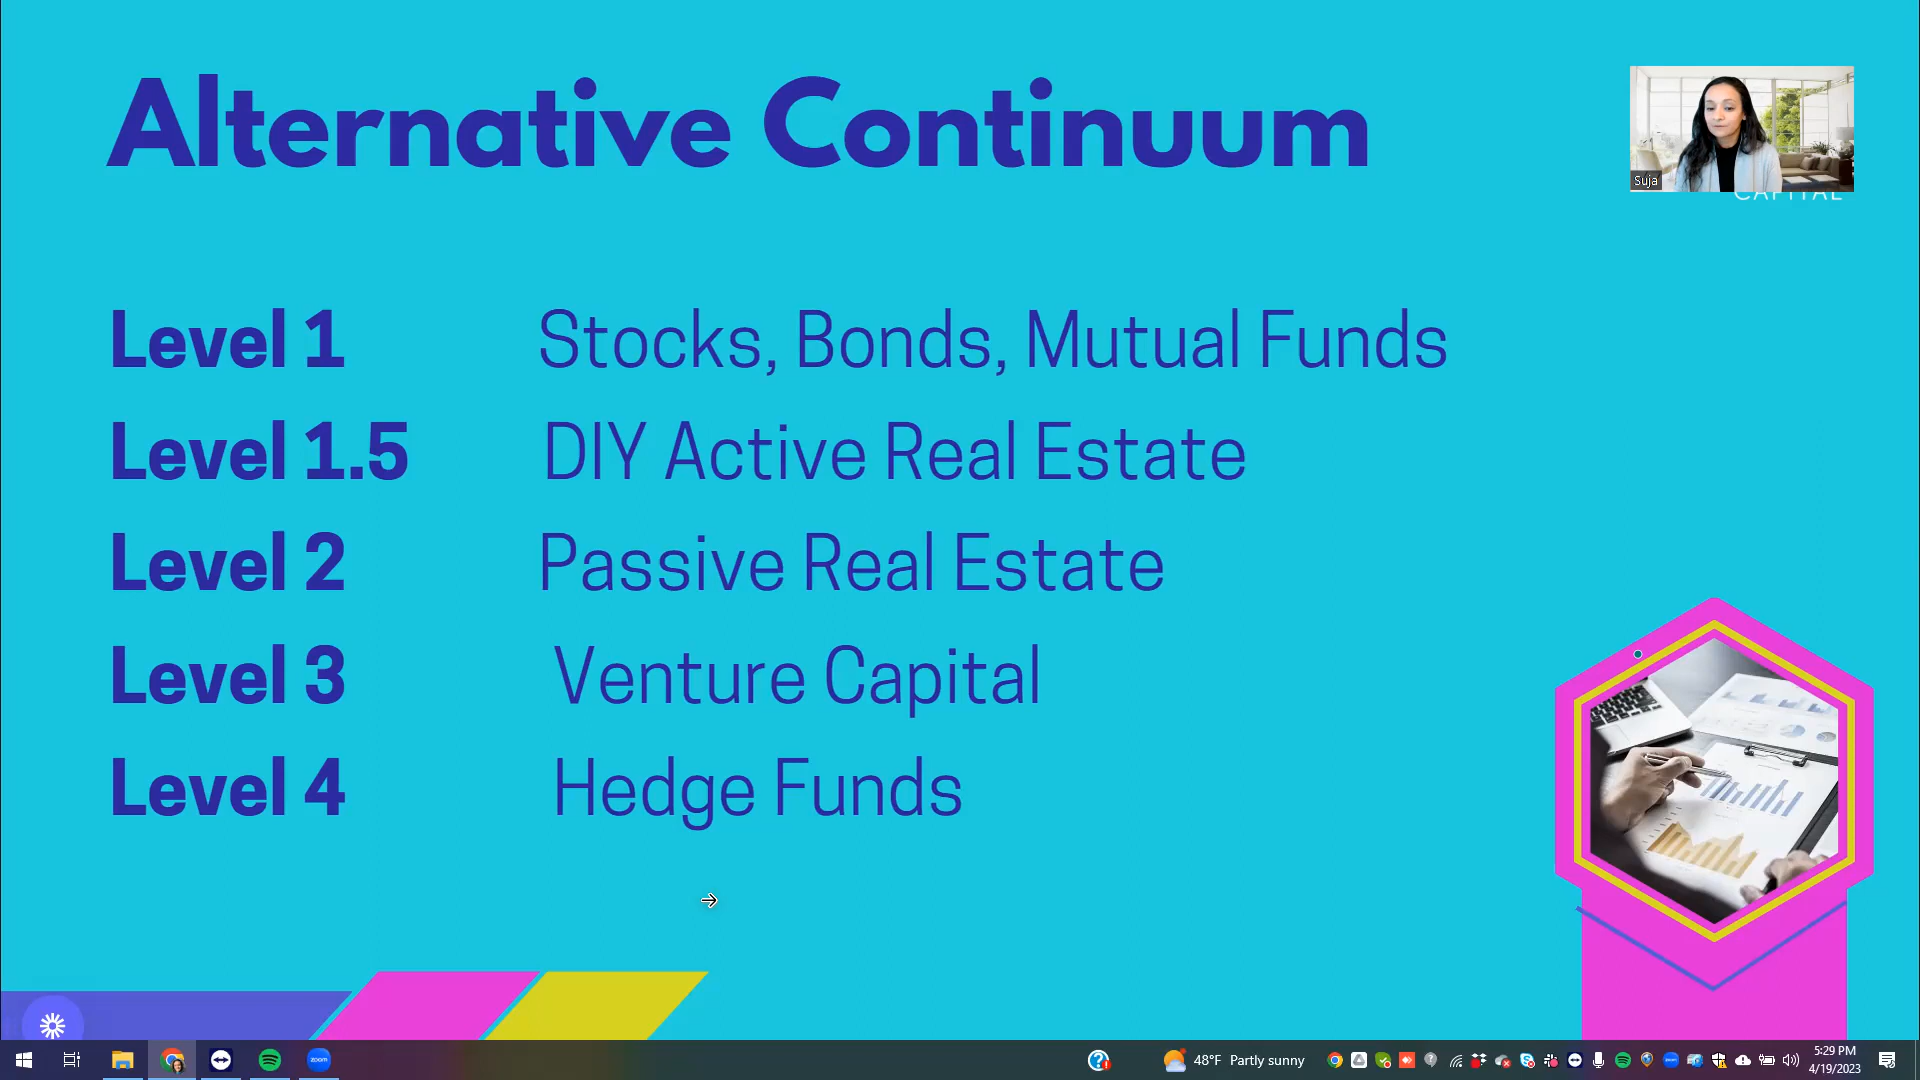 Alternative Continuum
Suja
CAPITAL
Level 1 Stocks, Bonds, Mutual Funds
Level 1.5 DIY Active Real Estate
Level 2 Passive Real Estate
Level 3 Venture Capital
Level 4 Hedge Funds
zoom
48°F Partly sunny
5:29 PM
4/19/2023